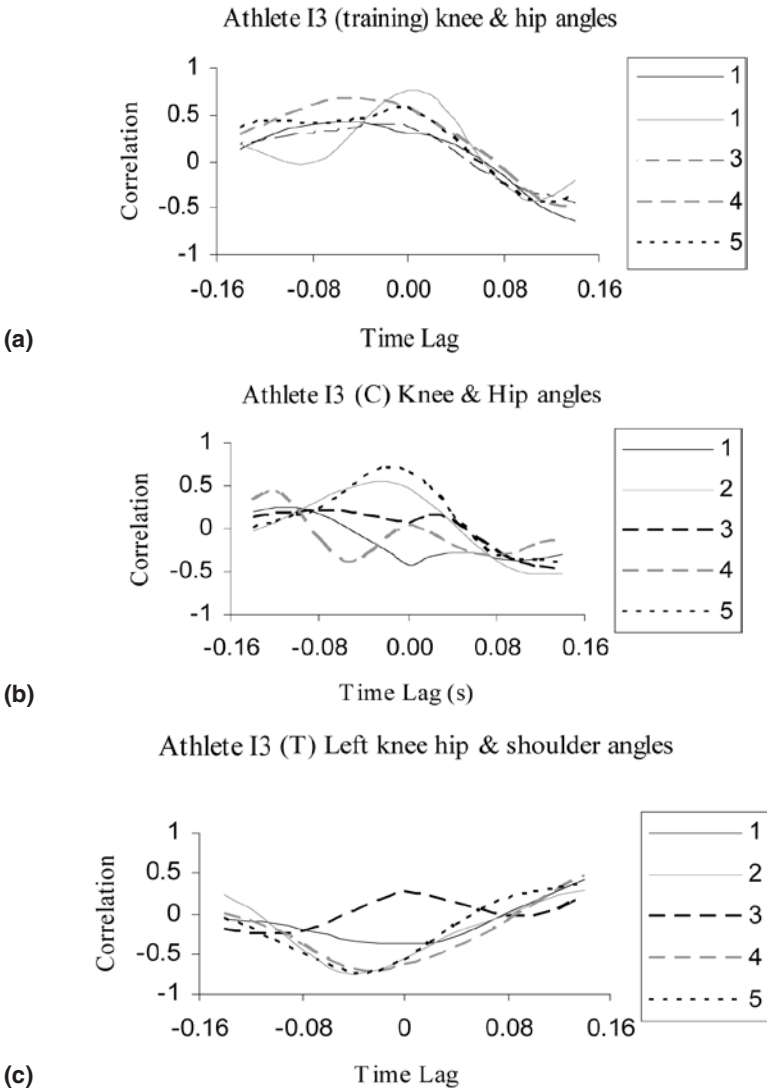 Athlete I3 (training) knee & hip angles
1
0.5
0
-0.5
-1
Correlation
-0.16 -0.08 0.00 0.08 0.16
Time Lag
1
1
3
4
5
(a)
Athlete I3 (C) Knee & Hip angles
1
0.5
0
-0.5
-1
Correlation
-0.16 -0.08 0.00 0.08 0.16
Time Lag (s)
1
2
3
4
5
(b)
Athlete I3 (T) Left knee hip & shoulder angles
1
0.5
0
-0.5
-1
Correlation
-0.16 -0.08 0 0.08 0.16
Time Lag
1
2
3
4
5
(c)